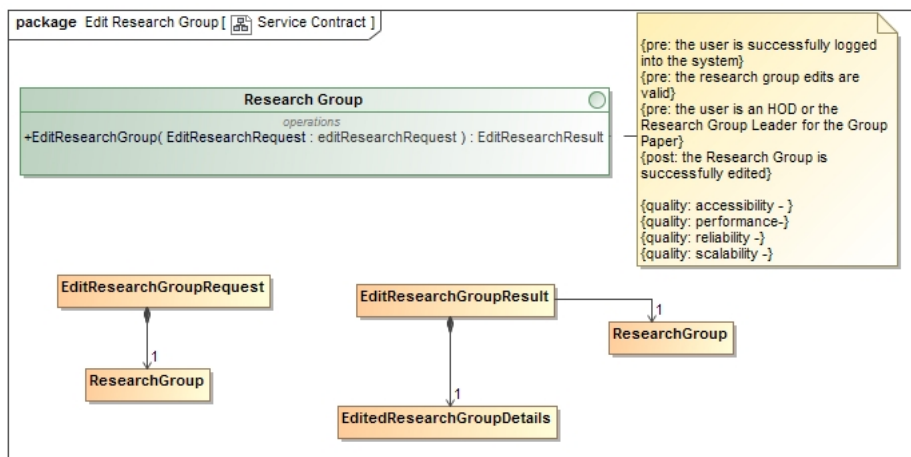 package Edit Research Group [ Service Contract ]
Research Group
operations
+EditResearchGroup( EditResearchRequest : editResearchRequest ) : EditResearchResult
{pre: the user is successfully logged
into the system}
{pre: the research group edits are
valid}
{pre: the user is an HOD or the
Research Group Leader for the Group
Paper}
{post: the Research Group is
successfully edited}
{quality: accessibility - }
{quality: performance-}
{quality: reliability -}
{quality: scalability -}
EditResearchGroupRequest
1
ResearchGroup
EditResearchGroupResult
1
ResearchGroup
1
EditedResearchGroupDetails